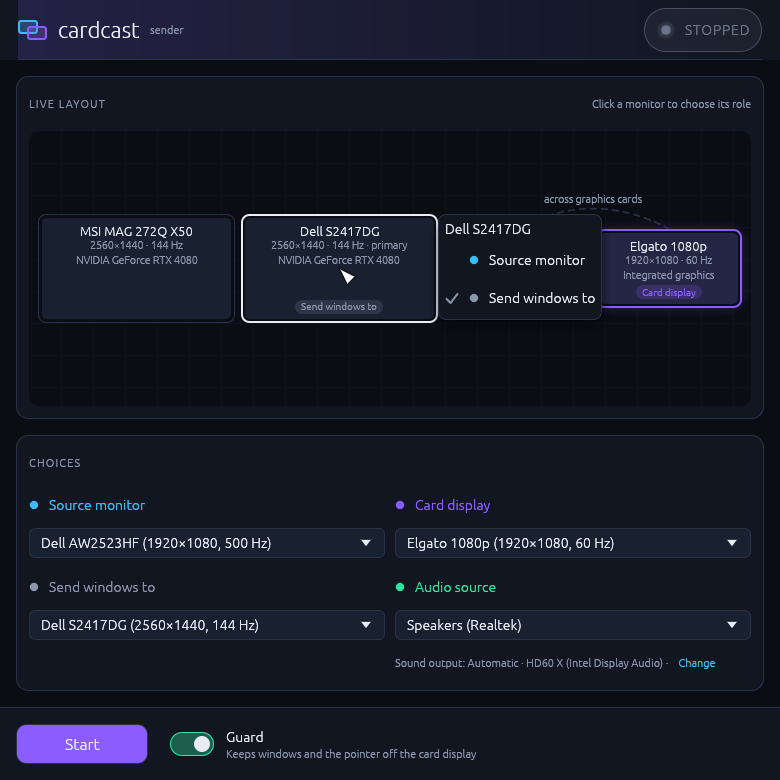 cardcast sender
STOPPED
LIVE LAYOUT
Click a monitor to choose its role
across graphics cards
MSI MAG 272Q X50
2560×1440 · 144 Hz
NVIDIA GeForce RTX 4080
Dell S2417DG
2560×1440 · 144 Hz · primary
NVIDIA GeForce RTX 4080
Send windows to
Dell S2417DG
Source monitor
Send windows to
Elgato 1080p
1920×1080 · 60 Hz
Integrated graphics
Card display
CHOICES
Source monitor
Dell AW2523HF (1920×1080, 500 Hz)
Card display
Elgato 1080p (1920×1080, 60 Hz)
Send windows to
Dell S2417DG (2560×1440, 144 Hz)
Audio source
Speakers (Realtek)
Sound output: Automatic · HD60 X (Intel Display Audio) · Change
Start
Guard
Keeps windows and the pointer off the card display